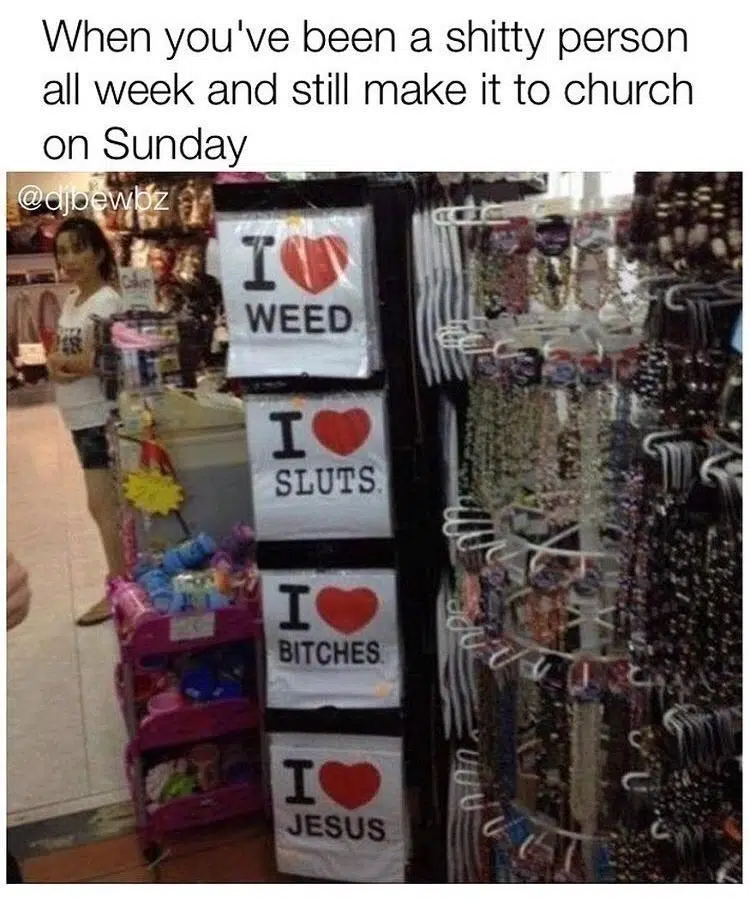 When you've been a shitty person
all week and still make it to church
on Sunday
@djbewbz
I ❤
WEED
I ❤
SLUTS.
I ❤
BITCHES.
I ❤
JESUS